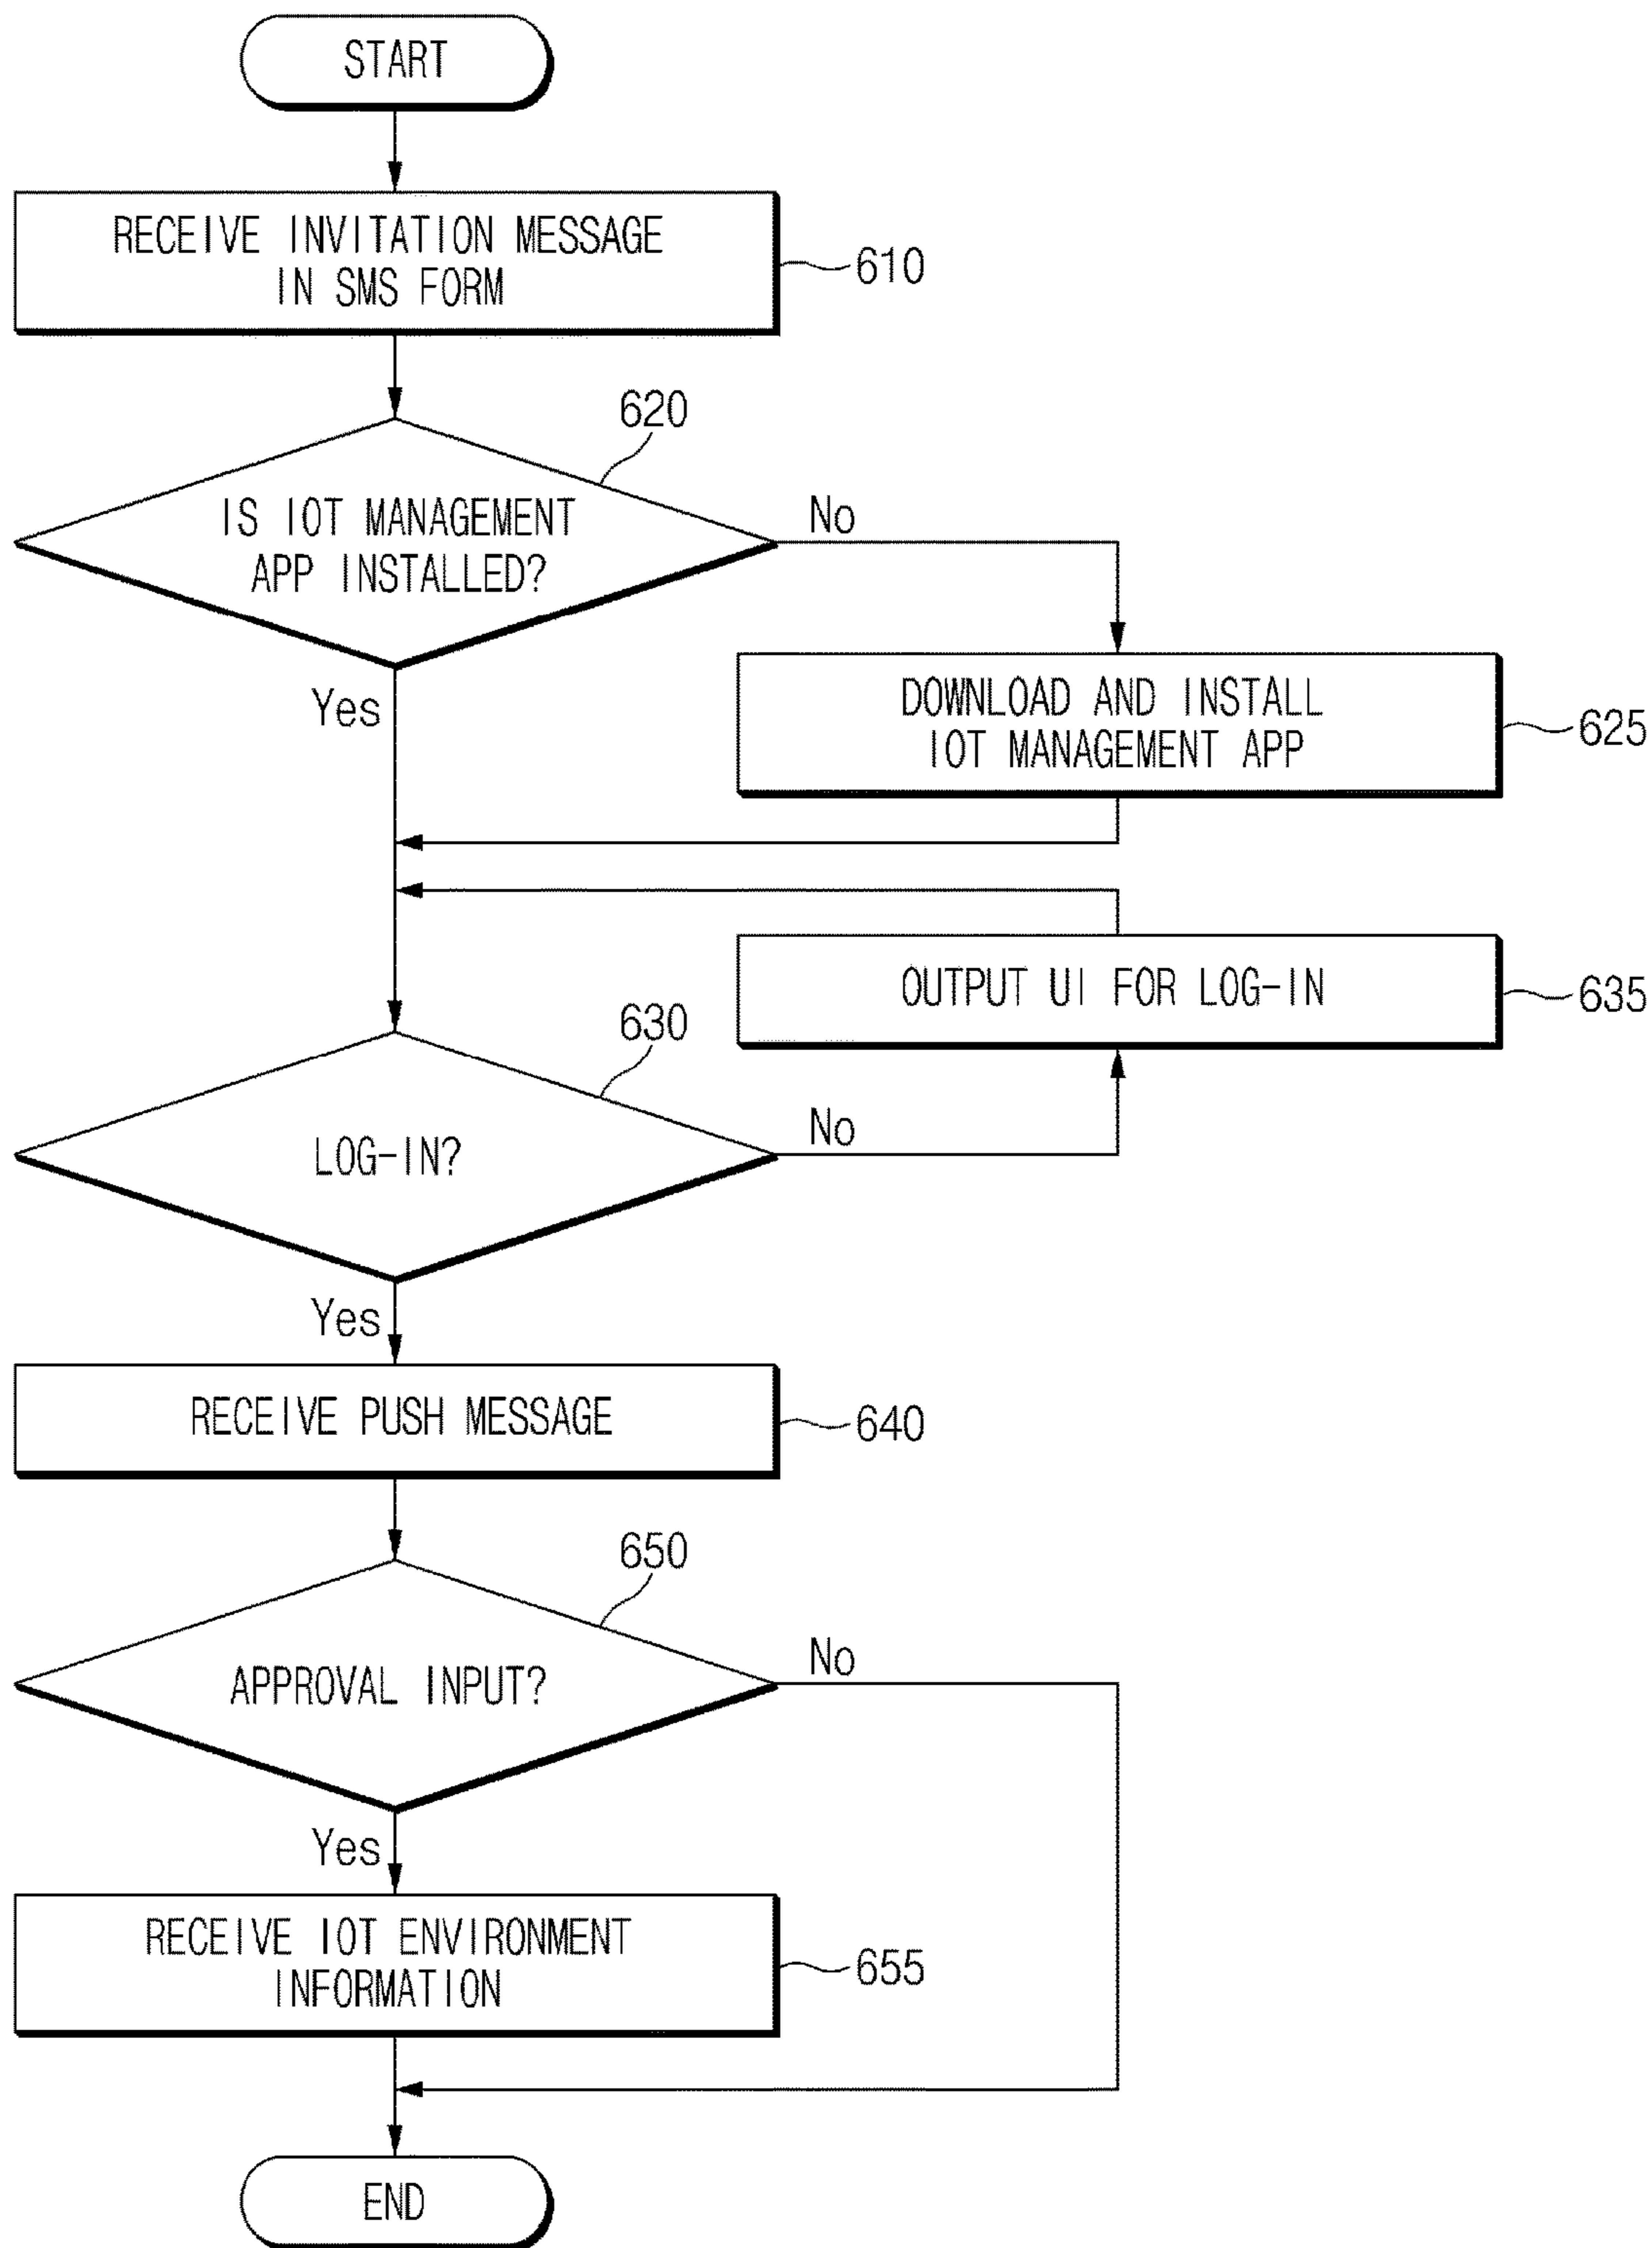 START
RECEIVE INVITATION MESSAGE
IN SMS FORM
610
620
IS IOT MANAGEMENT
APP INSTALLED?
No
Yes
DOWNLOAD AND INSTALL
IOT MANAGEMENT APP
625
OUTPUT UI FOR LOG-IN
635
630
LOG-IN?
No
Yes
RECEIVE PUSH MESSAGE
640
650
APPROVAL INPUT?
No
Yes
RECEIVE IOT ENVIRONMENT
INFORMATION
655
END